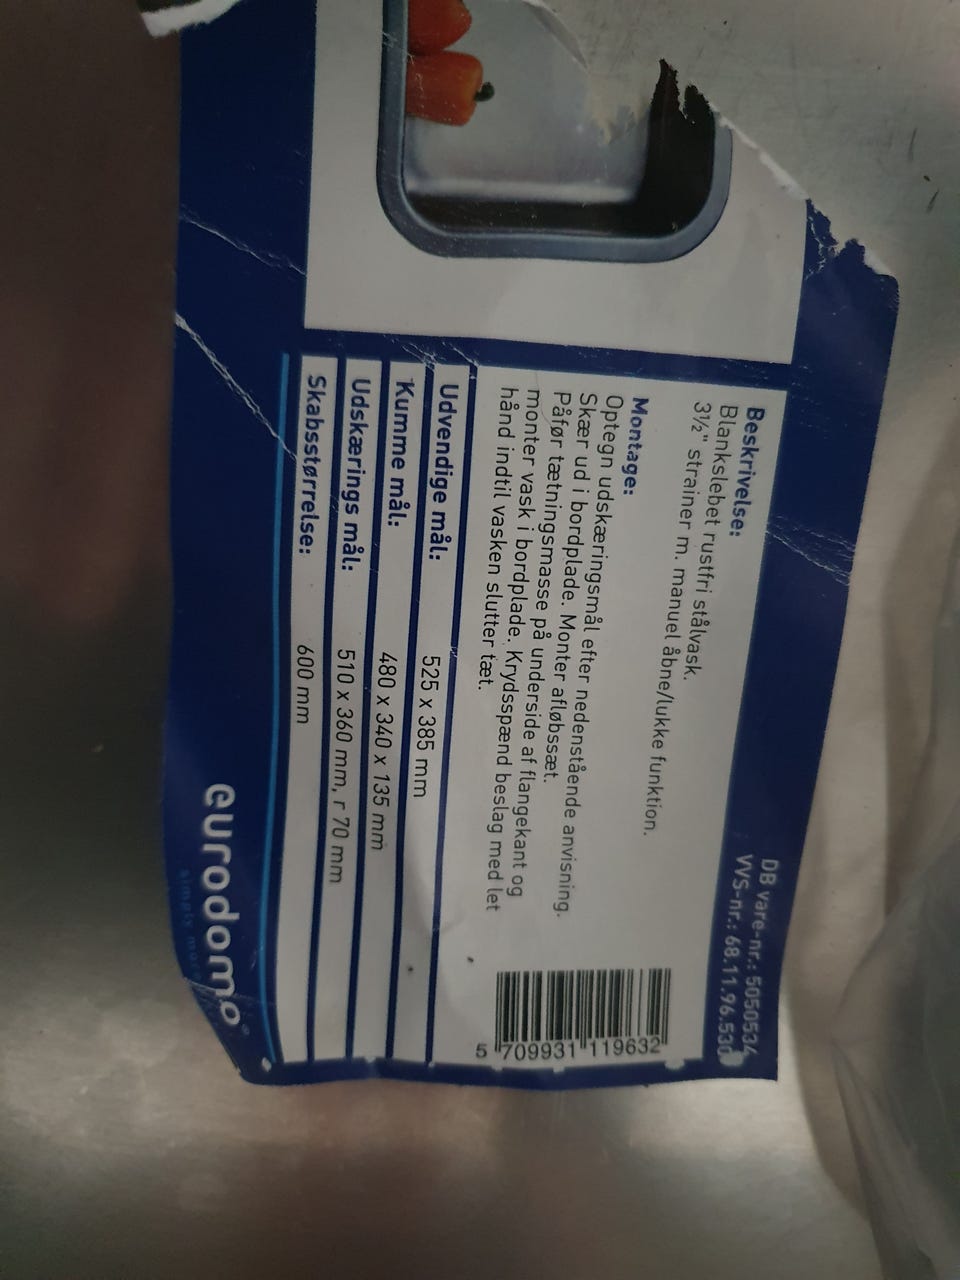 DB vare-nr.: 5050534
VVS-nr.: 68.11.96.530
Beskrivelse:
Blankslebet rustfri stålvask.
3½" strainer m. manuel åbne/lukke funktion.
Montage:
Optegn udskæringsmål efter nedenstående anvisning.
Skær ud i bordplade. Monter afløbssæt.
Påfør tætningsmasse på underside af flangekant og
monter vask i bordplade. Krydsspænd beslag med let
hånd indtil vasken slutter tæt.
5 709931 119632
Udvendige mål: 525 x 385 mm
Kumme mål: 480 x 340 x 135 mm
Udskærings mål: 510 x 360 mm, r 70 mm
Skabsstørrelse: 600 mm
eurodomo®
simply more